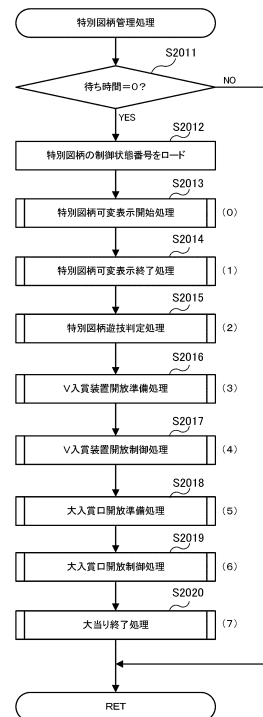 特別図柄管理処理
S2011
待ち時間＝0？
NO
YES
S2012
特別図柄の制御状態番号をロード
S2013
特別図柄可変表示開始処理
（0）
S2014
特別図柄可変表示終了処理
（1）
S2015
特別図柄遊技判定処理
（2）
S2016
V入賞装置開放準備処理
（3）
S2017
V入賞装置開放制御処理
（4）
S2018
大入賞口開放準備処理
（5）
S2019
大入賞口開放制御処理
（6）
S2020
大当り終了処理
（7）
RET